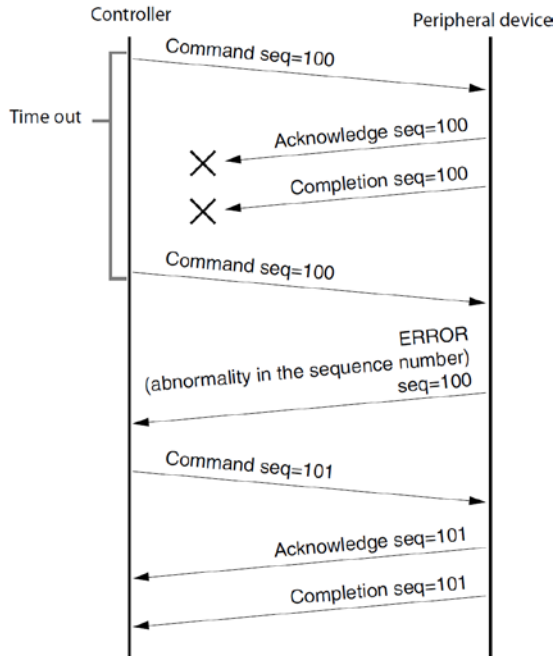 Controller
Peripheral device
Command seq=100
Time out
Acknowledge seq=100
Completion seq=100
Command seq=100
ERROR
(abnormality in the sequence number)
seq=100
Command seq=101
Acknowledge seq=101
Completion seq=101